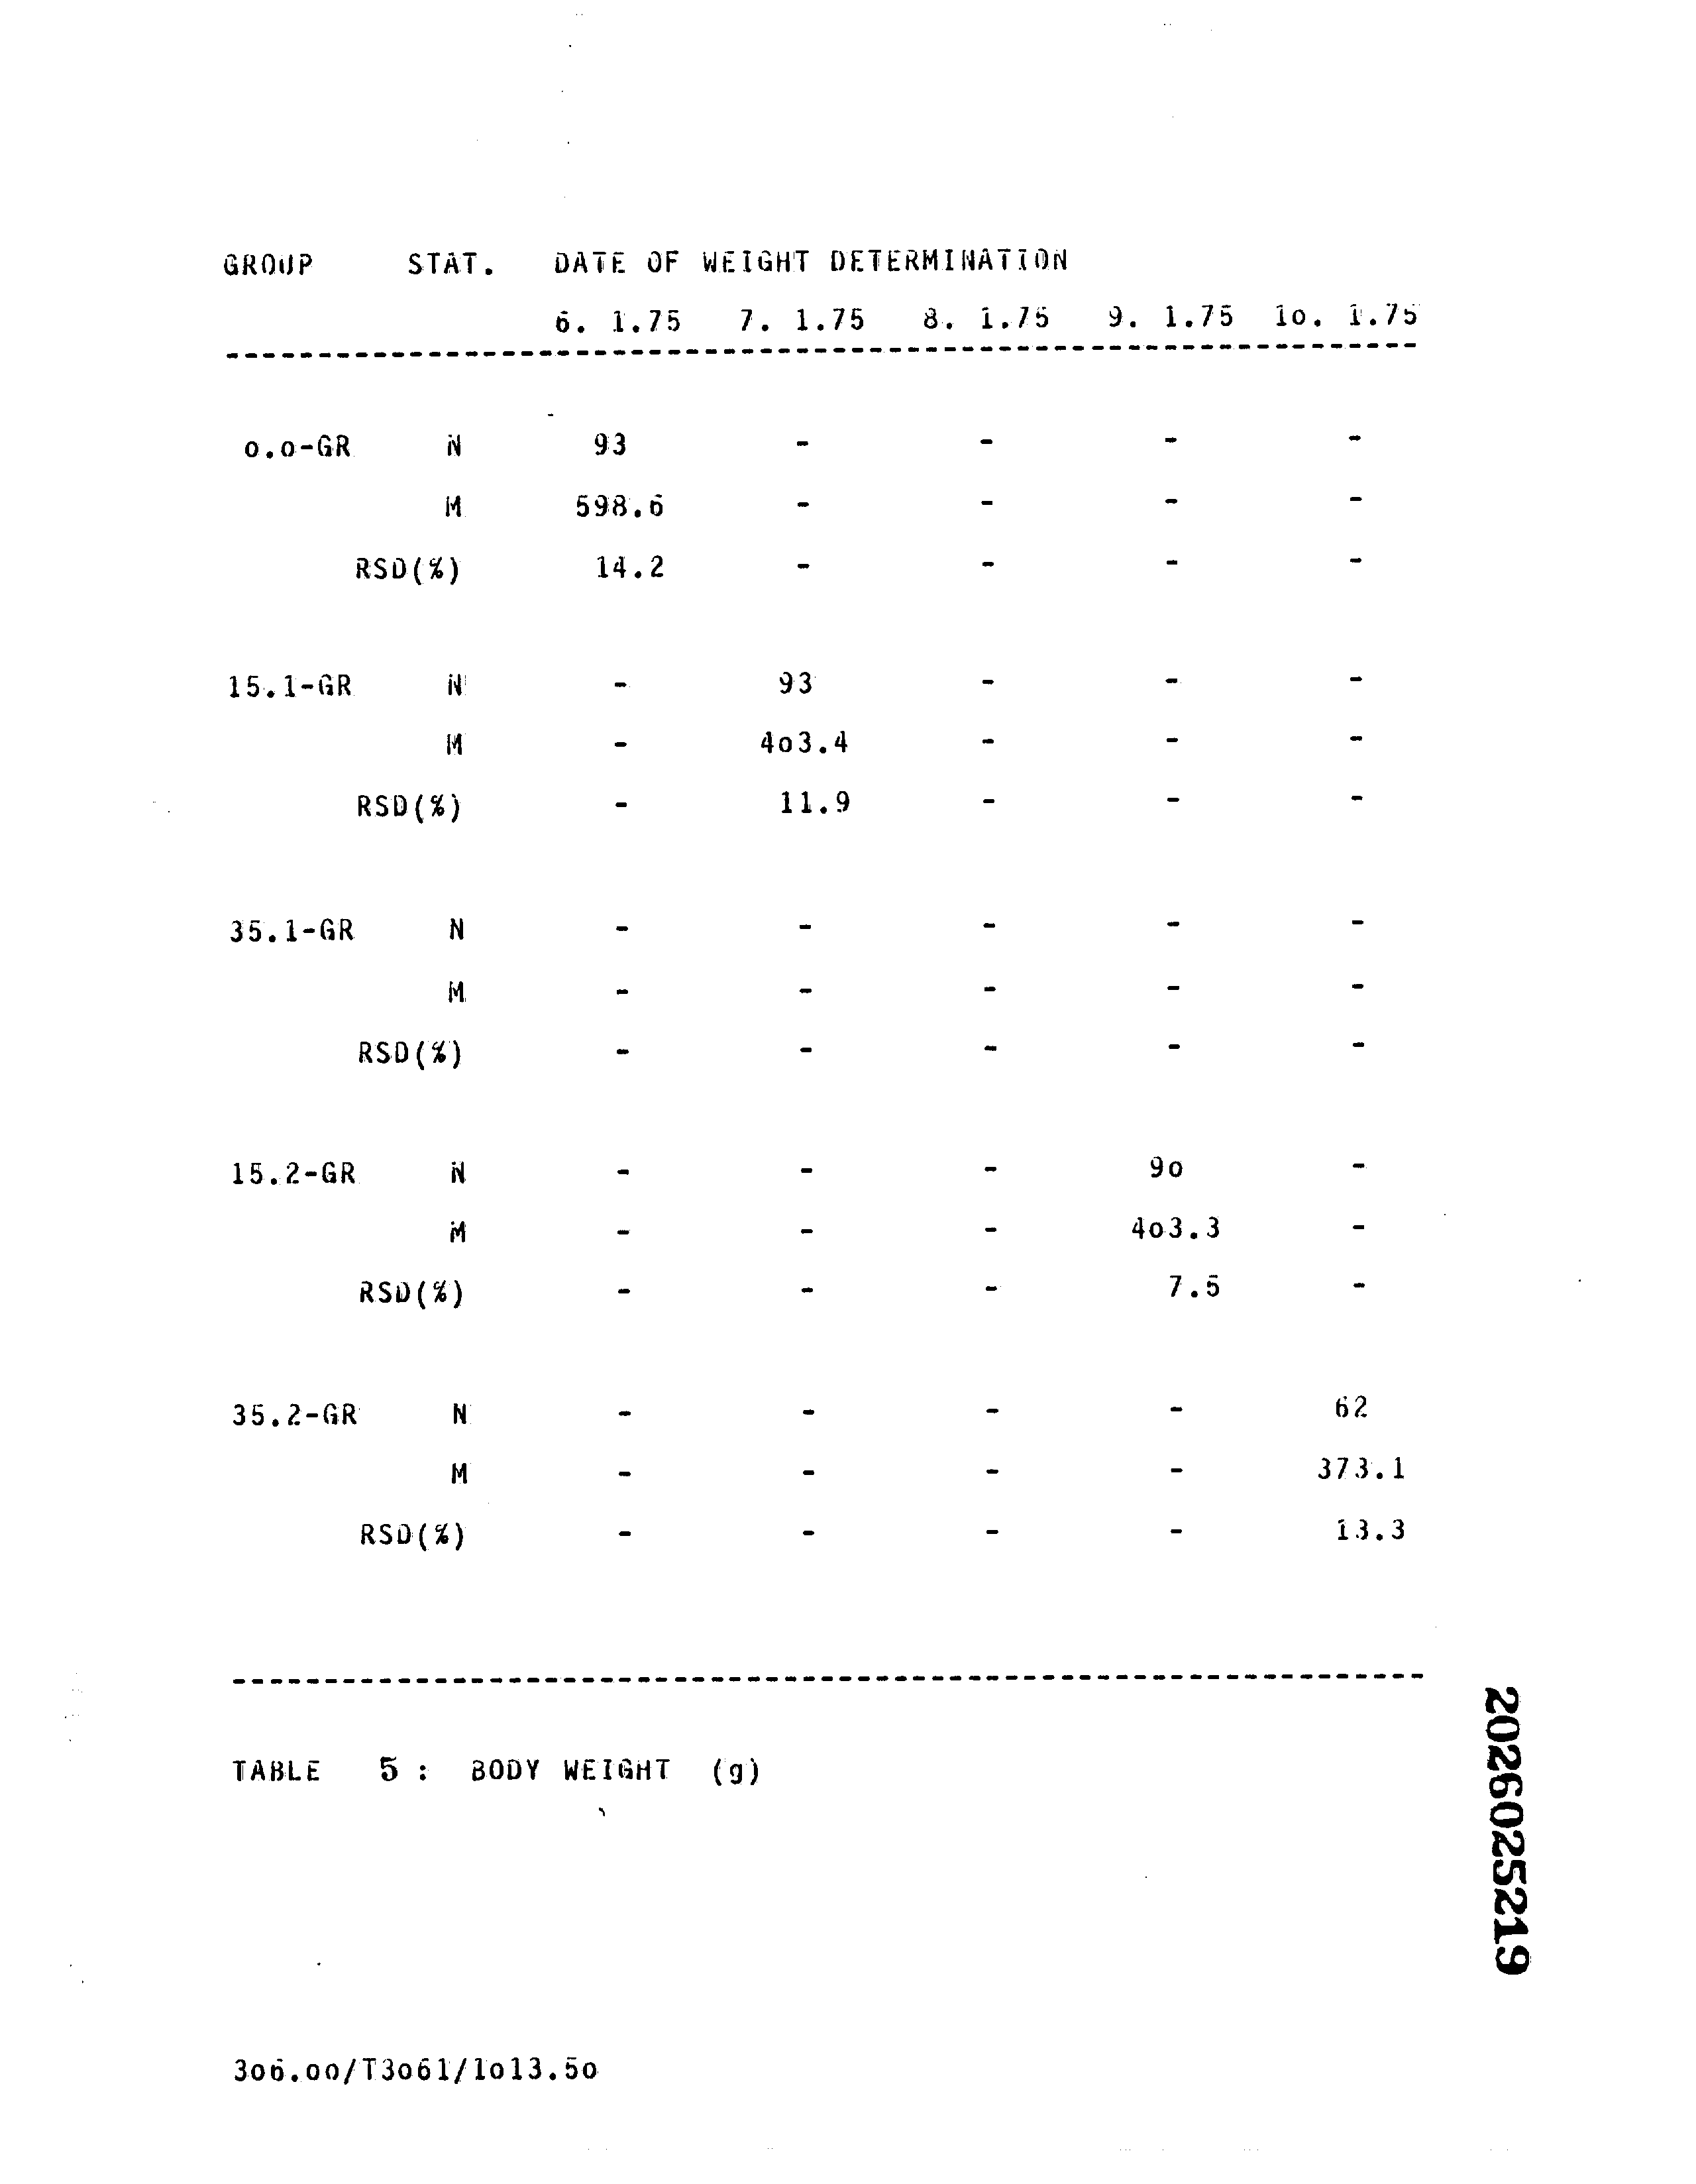 GROUP STAT. DATE OF WEIGHT DETERMINATION
6. 1.75 7. 1.75 8. 1.75 9. 1.75 1o. 1.75
o.o-GR N 93 - - - -
M 598.6 - - - -
RSD(%) 14.2 - - - -
15.1-GR N - 93 - - -
M - 4o3.4 - - -
RSD(%) - 11.9 - - -
35.1-GR N - - - - -
M - - - - -
RSD(%) - - - - -
15.2-GR N - - - 9o -
M - - - 4o3.3 -
RSD(%) - - - 7.5 -
35.2-GR N - - - - 62
M - - - - 373.1
RSD(%) - - - - 13.3
TABLE 5 : BODY WEIGHT (g)
3o6.oo/T3o61/1o13.5o
2026025219